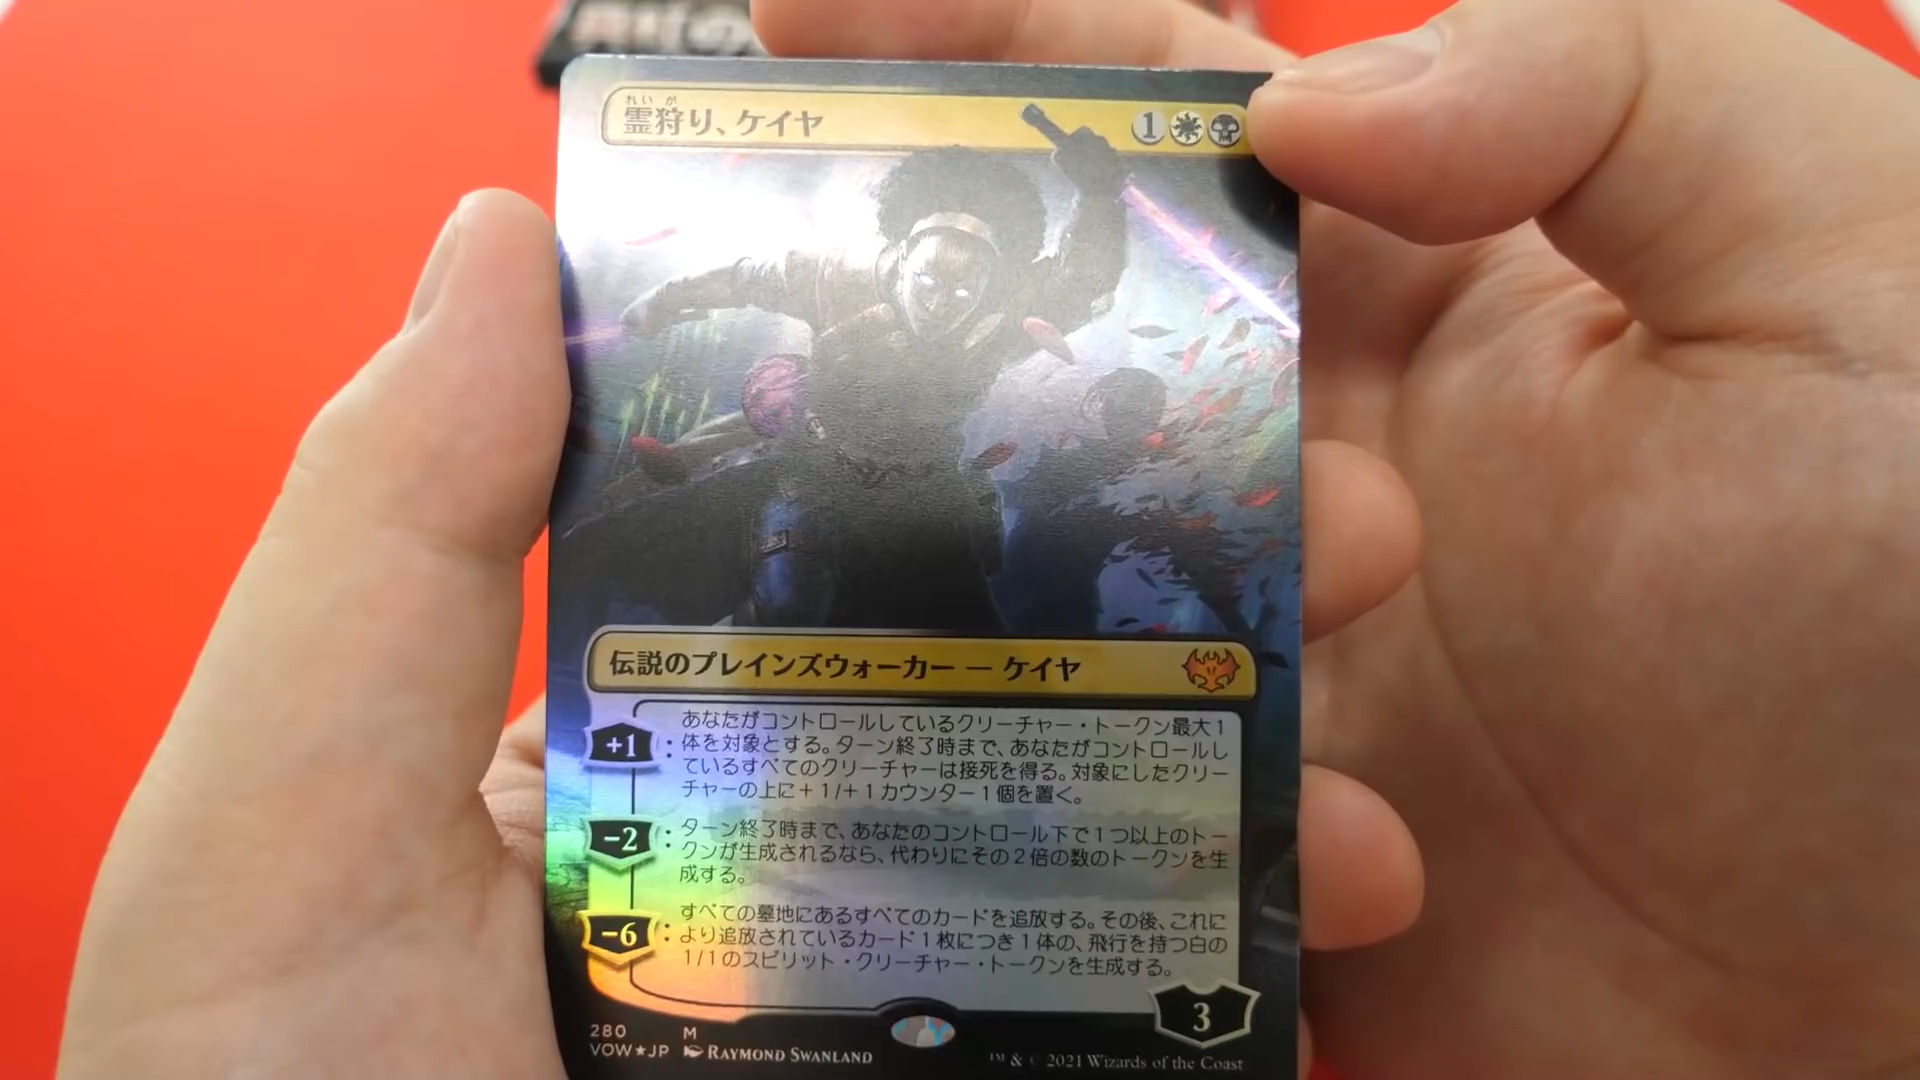 れい が
霊狩り、ケイヤ 1
伝説のプレインズウォーカー — ケイヤ
+1 : あなたがコントロールしているクリーチャー・トークン最大1
体を対象とする。ターン終了時まで、あなたがコントロールし
ているすべてのクリーチャーは接死を得る。対象にしたクリー
チャーの上に+1/+1カウンター1個を置く。
-2 : ターン終了時まで、あなたのコントロール下で1つ以上のトー
クンが生成されるなら、代わりにその2倍の数のトークンを生
成する。
-6 : すべての墓地にあるすべてのカードを追放する。その後、これに
より追放されているカード1枚につき1体の、飛行を持つ白の
1/1のスピリット・クリーチャー・トークンを生成する。
3
280 M
VOW★JP RAYMOND SWANLAND
™ & © 2021 Wizards of the Coast